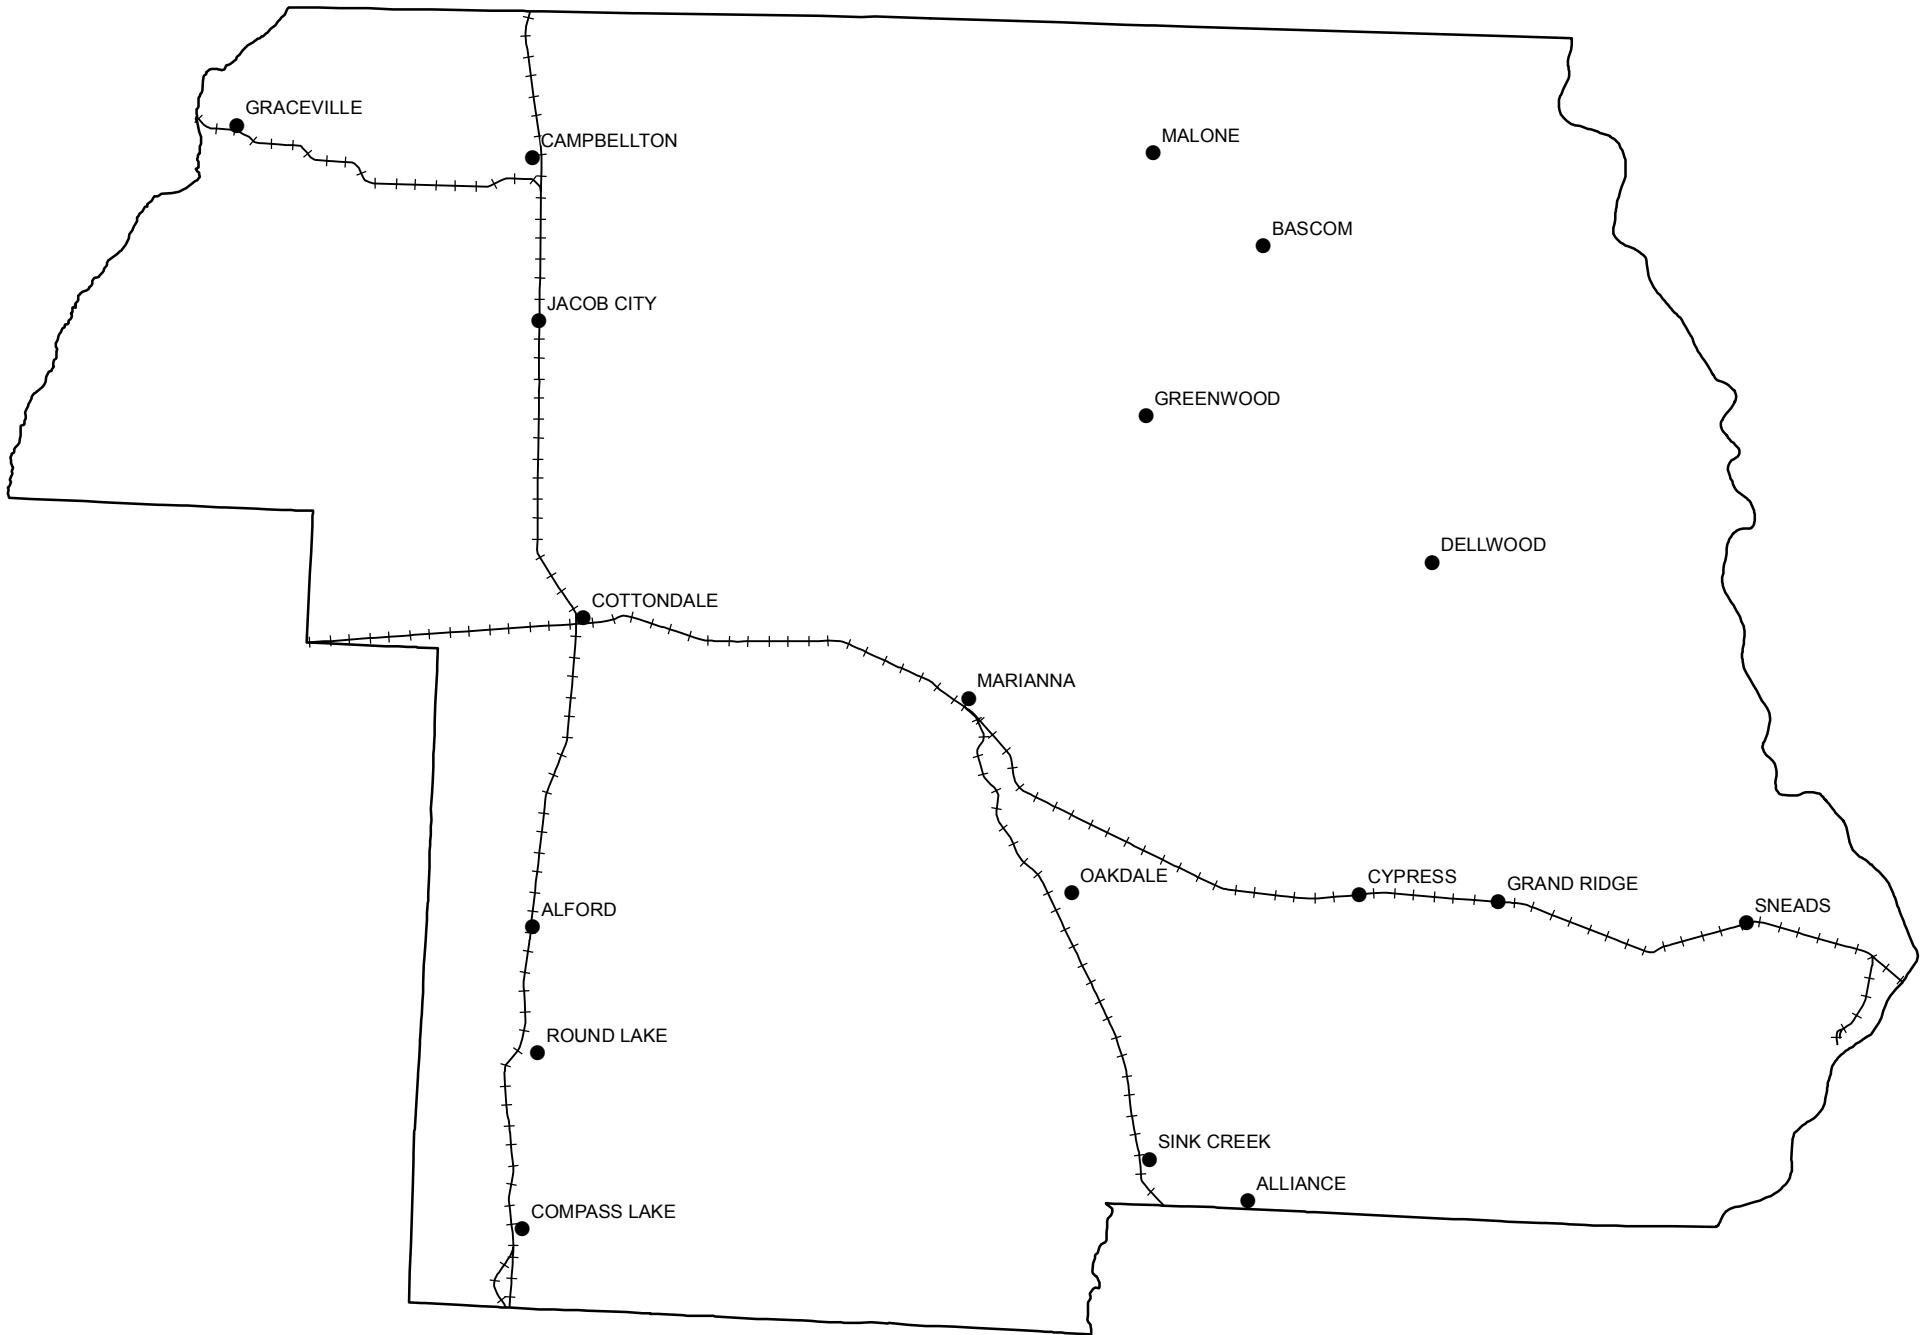 GRACEVILLE
CAMPBELLTON
MALONE
BASCOM
JACOB CITY
GREENWOOD
DELLWOOD
COTTONDALE
MARIANNA
OAKDALE
CYPRESS
GRAND RIDGE
SNEADS
ALFORD
ROUND LAKE
SINK CREEK
ALLIANCE
COMPASS LAKE